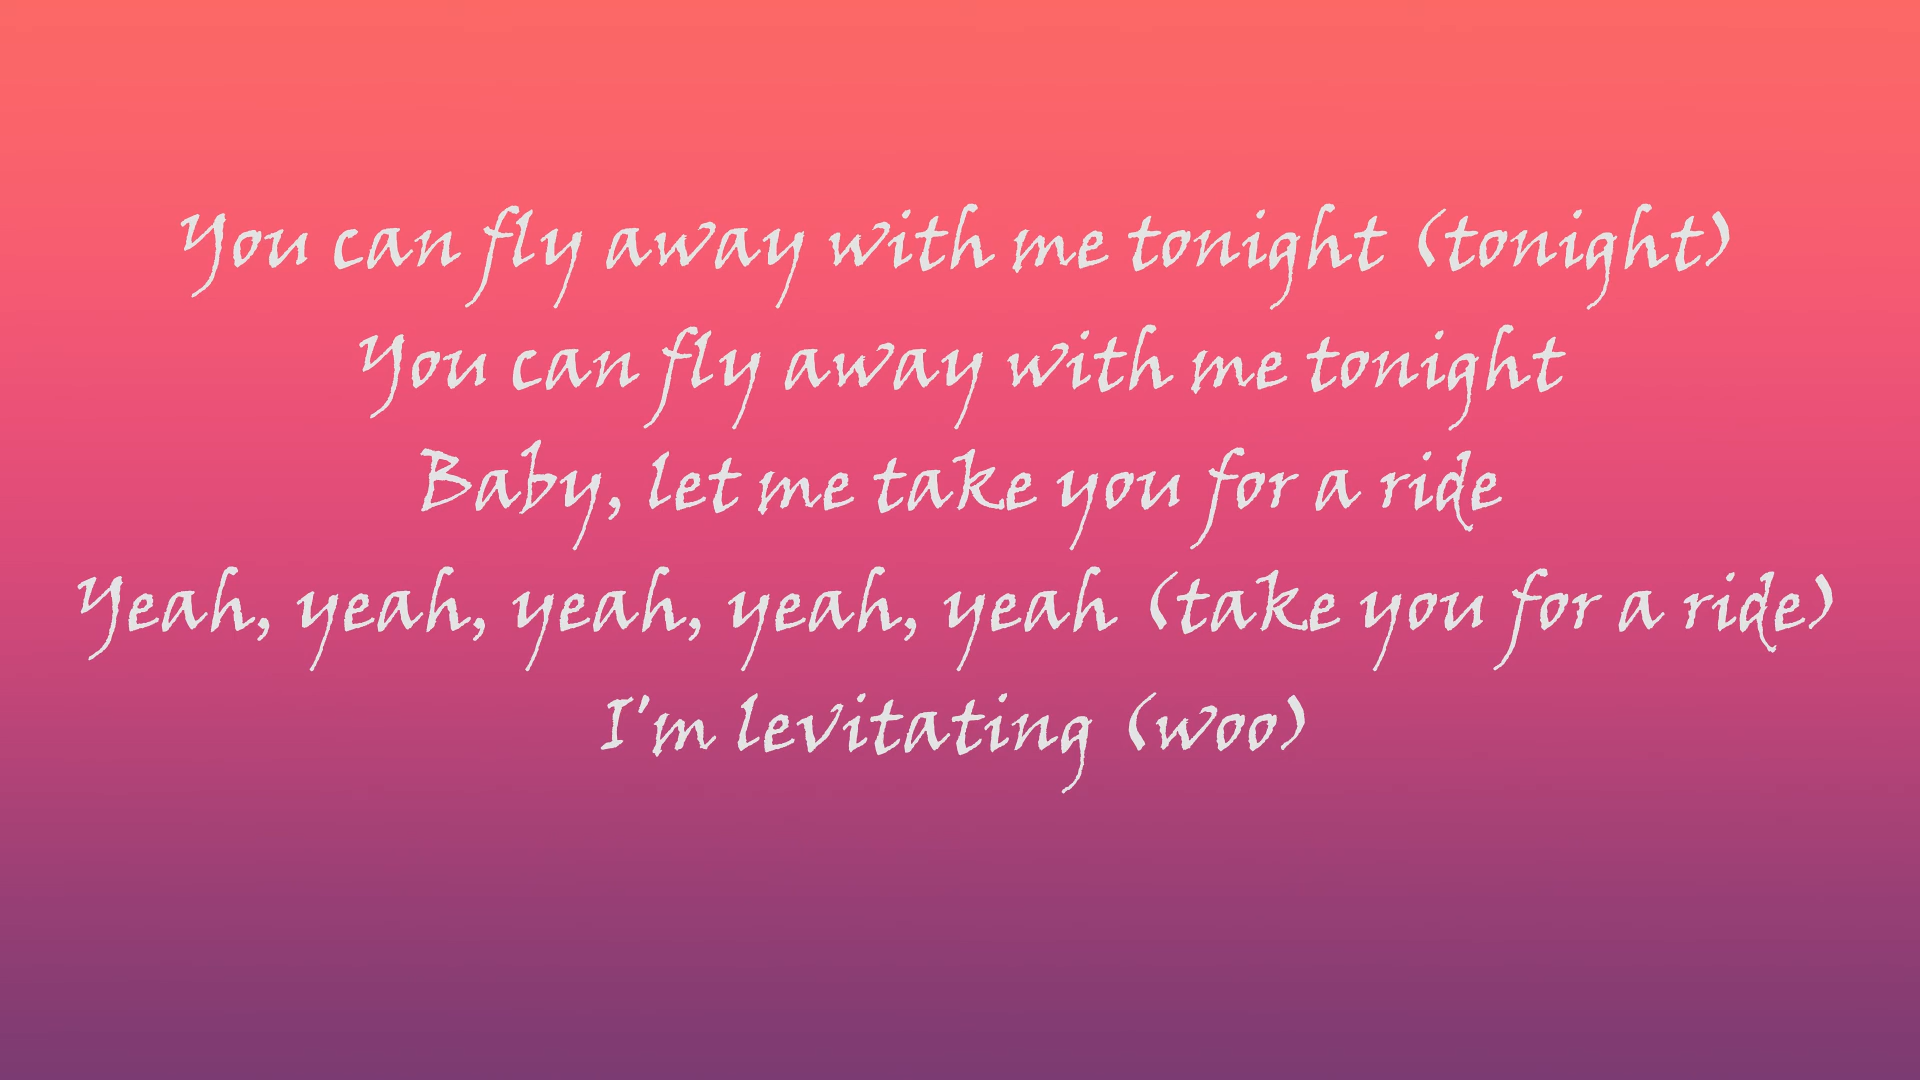 You can fly away with me tonight (tonight)
You can fly away with me tonight
Baby, let me take you for a ride
Yeah, yeah, yeah, yeah, yeah (take you for a ride)
I'm levitating (woo)